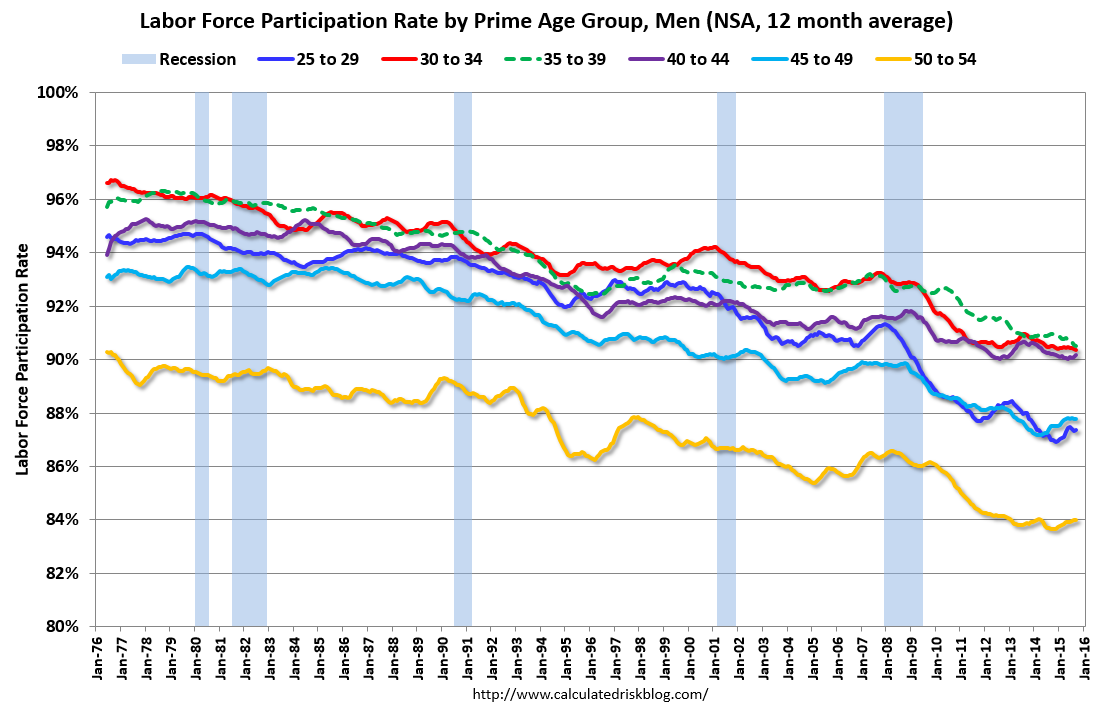 Labor Force Participation Rate by Prime Age Group, Men (NSA, 12 month average)
Recession 25 to 29 30 to 34 35 to 39 40 to 44 45 to 49 50 to 54
Labor Force Participation Rate
100%
98%
96%
94%
92%
90%
88%
86%
84%
82%
80%
Jan-76
Jan-77
Jan-78
Jan-79
Jan-80
Jan-81
Jan-82
Jan-83
Jan-84
Jan-85
Jan-86
Jan-87
Jan-88
Jan-89
Jan-90
Jan-91
Jan-92
Jan-93
Jan-94
Jan-95
Jan-96
Jan-97
Jan-98
Jan-99
Jan-00
Jan-01
Jan-02
Jan-03
Jan-04
Jan-05
Jan-06
Jan-07
Jan-08
Jan-09
Jan-10
Jan-11
Jan-12
Jan-13
Jan-14
Jan-15
Jan-16
http://www.calculatedriskblog.com/